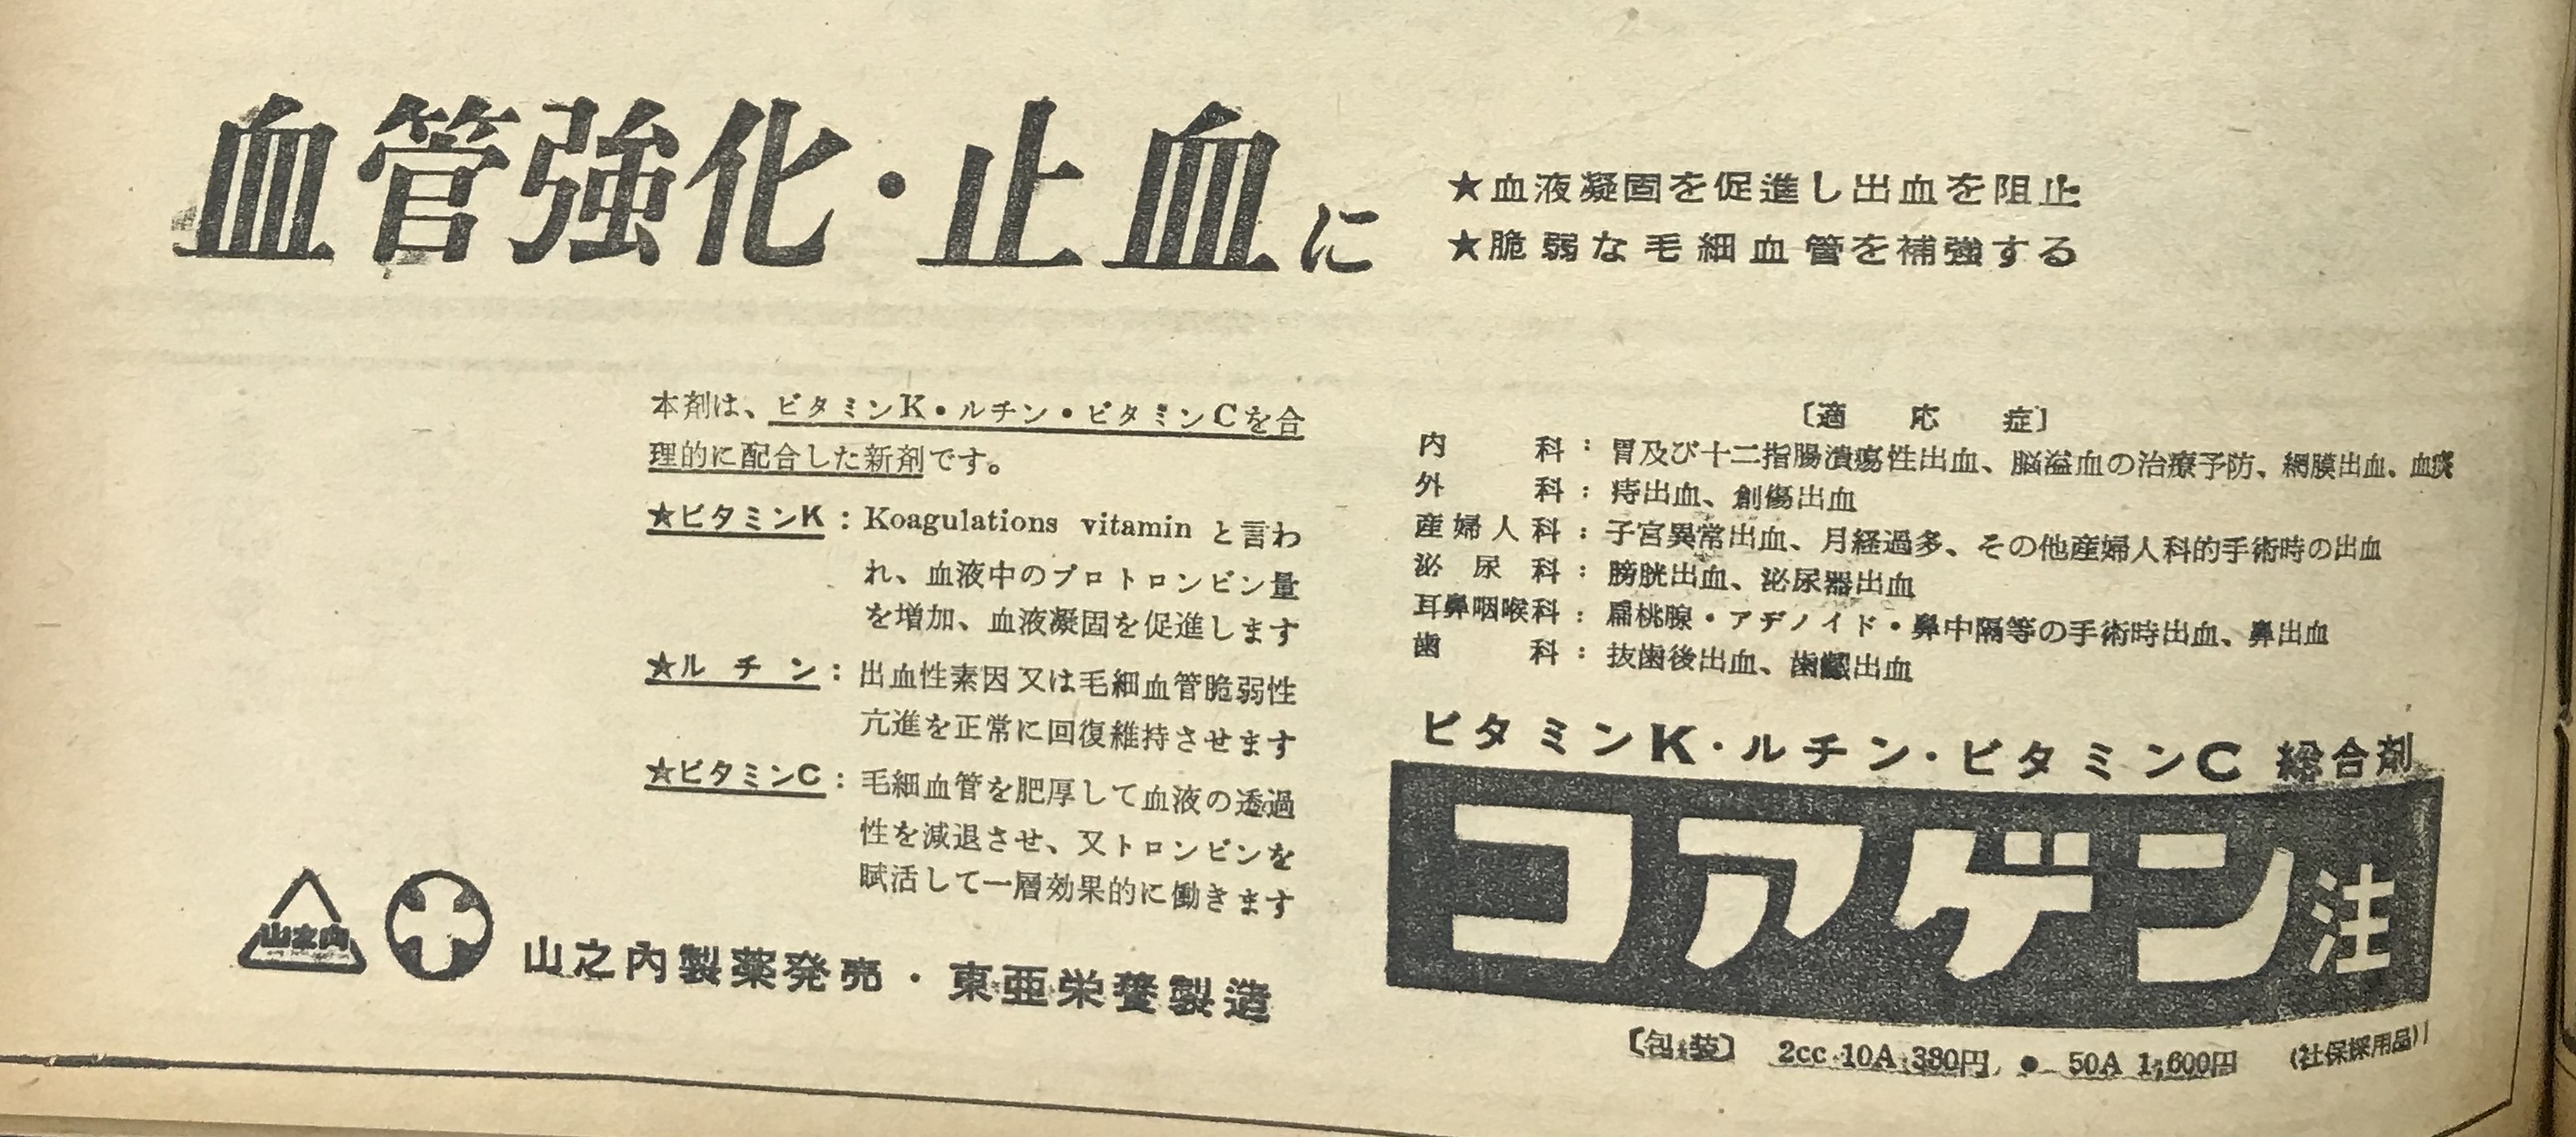 血管強化・止血に
★血液凝固を促進し出血を阻止
★脆弱な毛細血管を補強する
本剤は、ビタミンK・ルチン・ビタミンCを合
理的に配合した新剤です。
★ビタミンK：Koagulations vitamin と言わ
れ、血液中のプロトロンビン量
を増加、血液凝固を促進します
★ルチン：出血性素因又は毛細血管脆弱性
亢進を正常に回復維持させます
★ビタミンC：毛細血管を肥厚して血液の透過
性を減退させ、又トロンビンを
賦活して一層効果的に働きます
山之内
山之内製薬発売・東亜栄養製造
〔適応症〕
内科：胃及び十二指腸潰瘍性出血、脳溢血の治療予防、網膜出血、血痰
外科：痔出血、創傷出血
産婦人科：子宮異常出血、月経過多、その他産婦人科的手術時の出血
泌尿科：膀胱出血、泌尿器出血
耳鼻咽喉科：扁桃腺・アデノイド・鼻中隔等の手術時出血、鼻出血
歯科：抜歯後出血、歯齦出血
ビタミンK・ルチン・ビタミンC 総合剤
コアゲン注
〔包装〕 2cc 10A 380円 ● 50A 1,600円 (社保採用品)